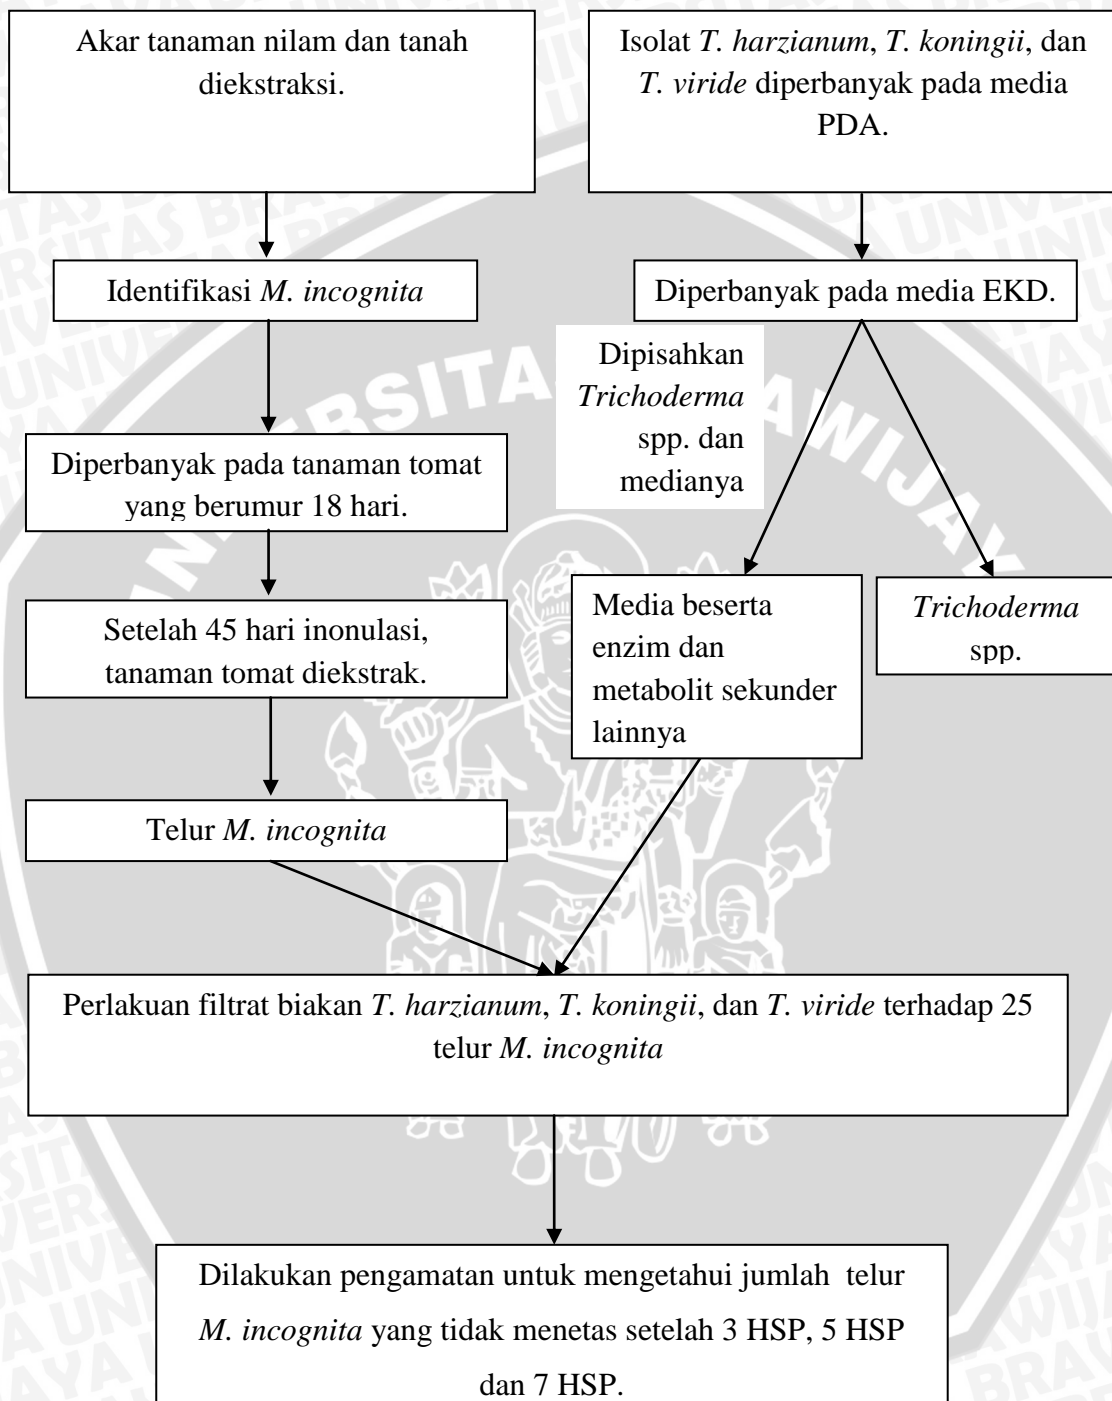 Akar tanaman nilam dan tanah
diekstraksi.
Isolat T. harzianum, T. koningii, dan
T. viride diperbanyak pada media
PDA.
Identifikasi M. incognita
Diperbanyak pada media EKD.
Dipisahkan
Trichoderma
spp. dan
medianya
Diperbanyak pada tanaman tomat
yang berumur 18 hari.
Setelah 45 hari inonulasi,
tanaman tomat diekstrak.
Media beserta
enzim dan
metabolit sekunder
lainnya
Trichoderma
spp.
Telur M. incognita
Perlakuan filtrat biakan T. harzianum, T. koningii, dan T. viride terhadap 25
telur M. incognita
Dilakukan pengamatan untuk mengetahui jumlah telur
M. incognita yang tidak menetas setelah 3 HSP, 5 HSP
dan 7 HSP.